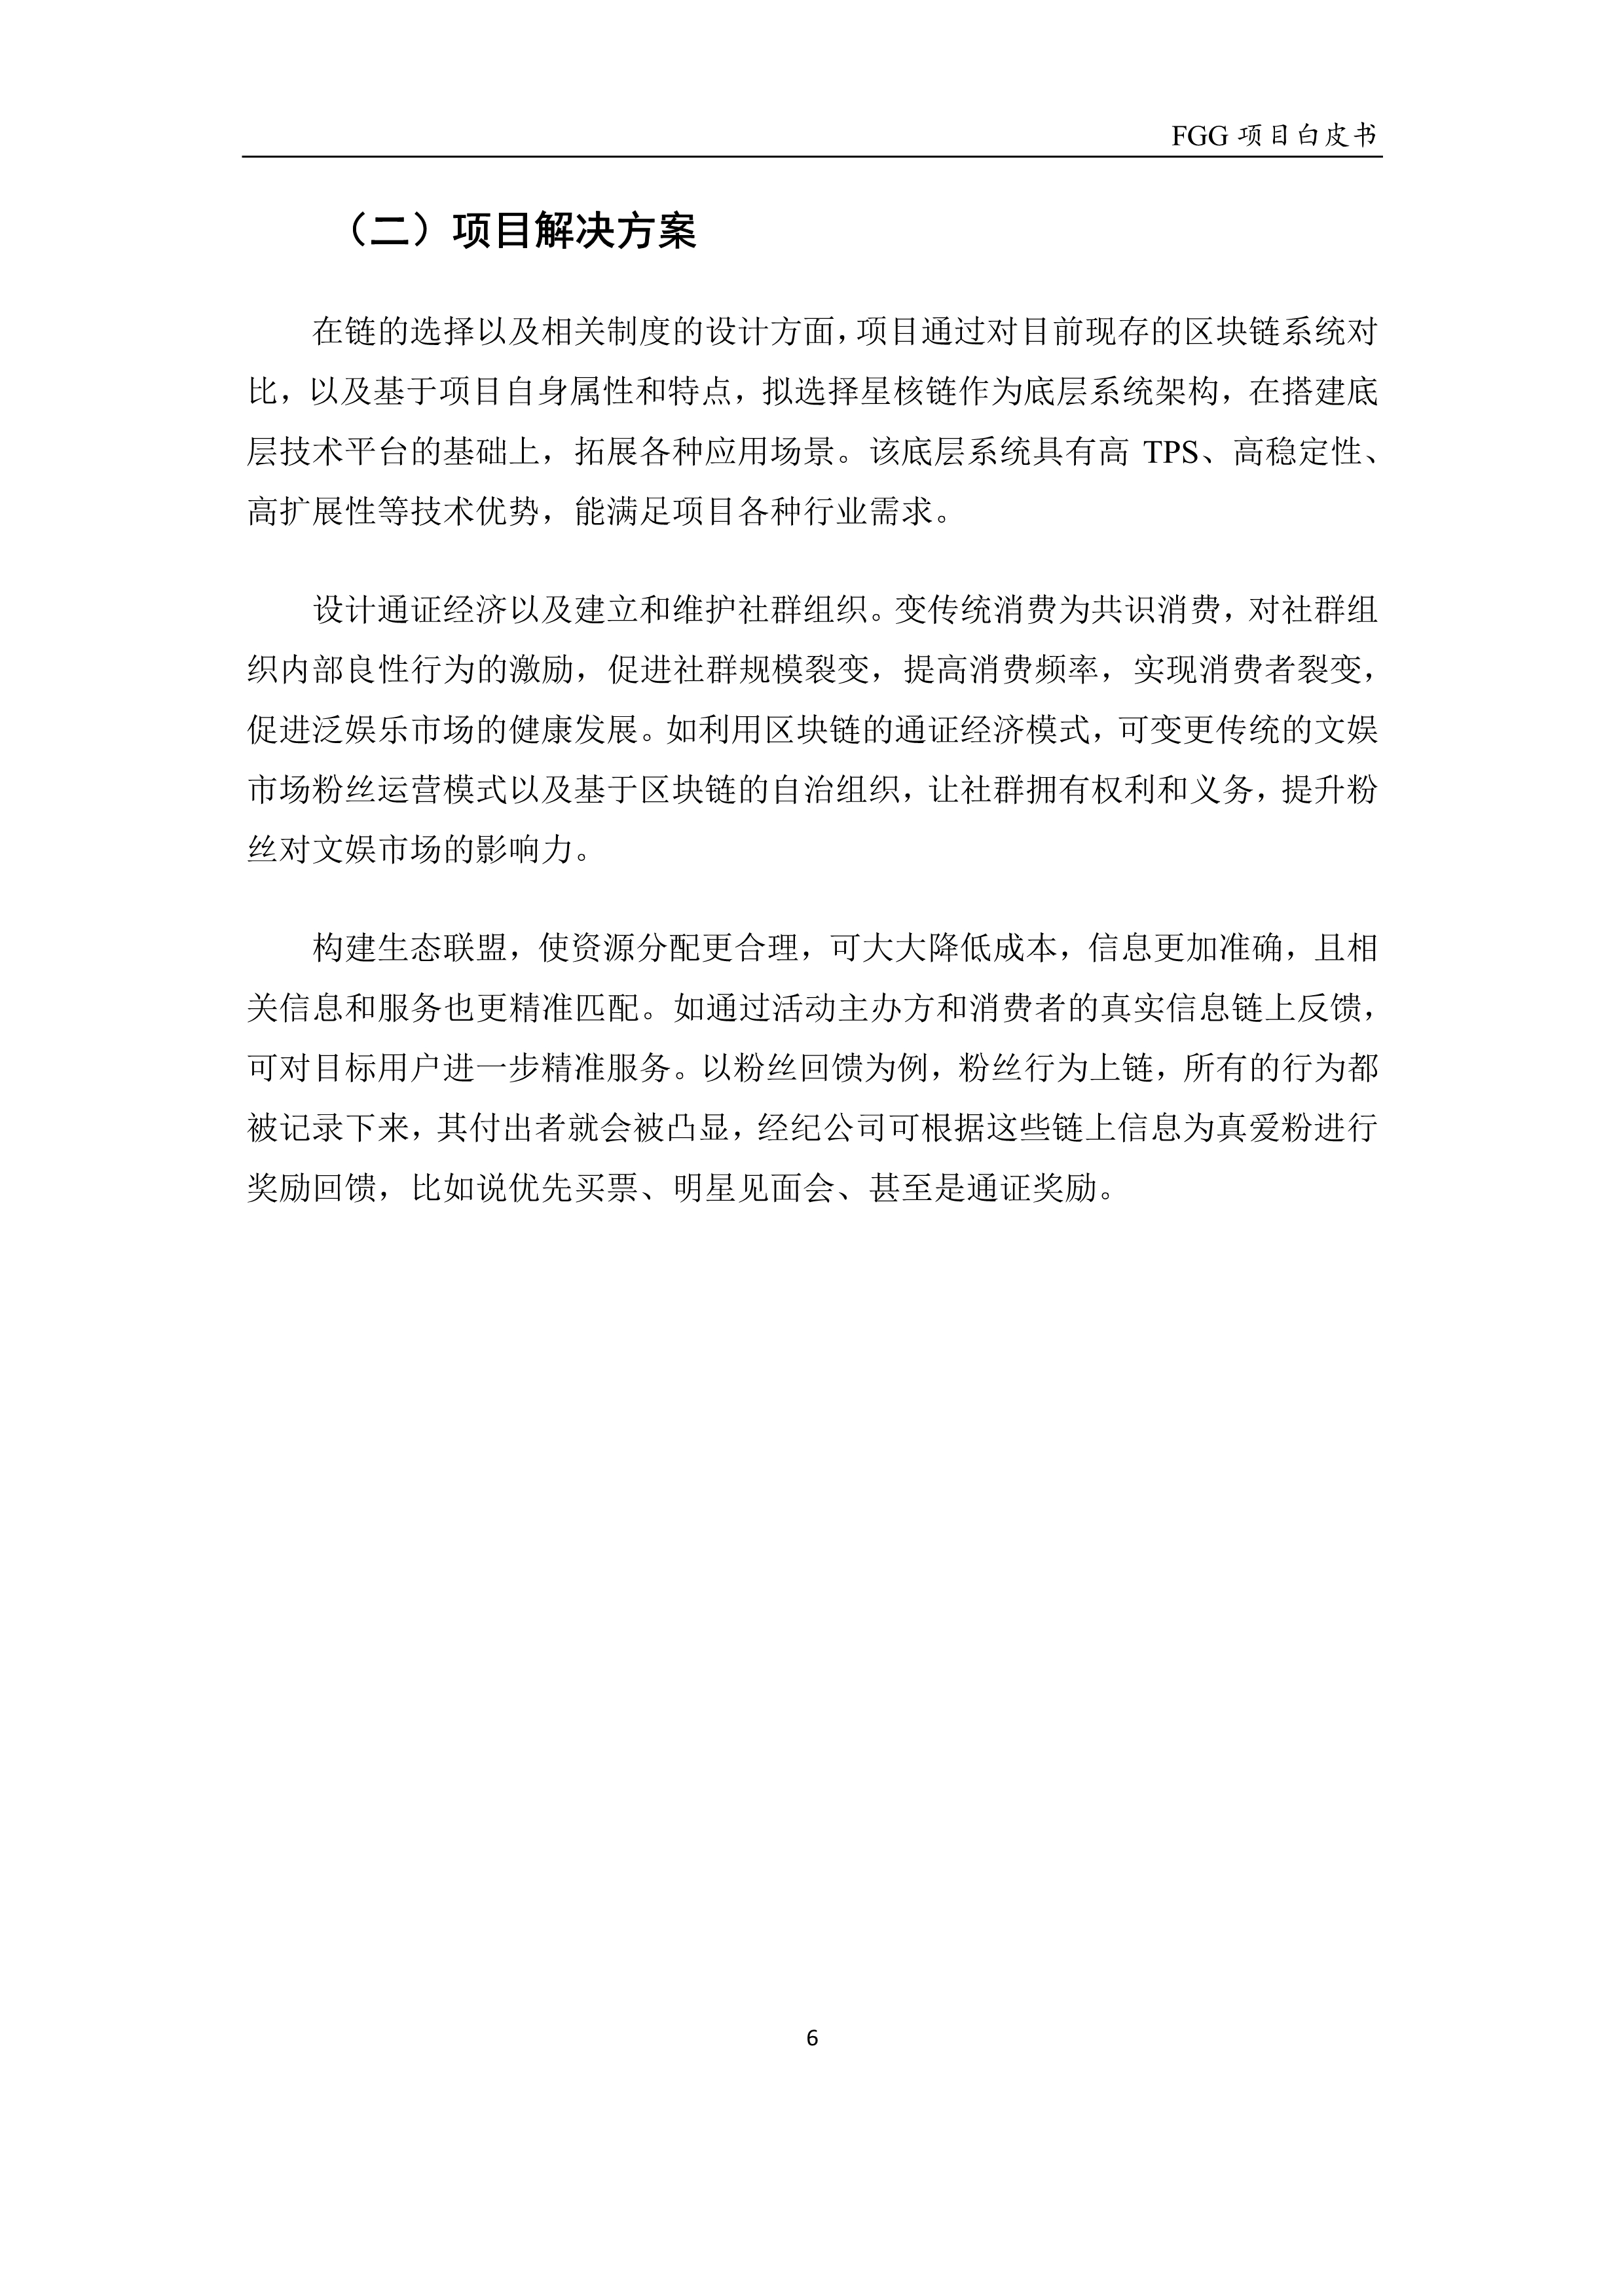 FGG 项目白皮书
（二）项目解决方案
在链的选择以及相关制度的设计方面，项目通过对目前现存的区块链系统对
比，以及基于项目自身属性和特点，拟选择星核链作为底层系统架构，在搭建底
层技术平台的基础上，拓展各种应用场景。该底层系统具有高 TPS、高稳定性、
高扩展性等技术优势，能满足项目各种行业需求。
设计通证经济以及建立和维护社群组织。变传统消费为共识消费，对社群组
织内部良性行为的激励，促进社群规模裂变，提高消费频率，实现消费者裂变，
促进泛娱乐市场的健康发展。如利用区块链的通证经济模式，可变更传统的文娱
市场粉丝运营模式以及基于区块链的自治组织，让社群拥有权利和义务，提升粉
丝对文娱市场的影响力。
构建生态联盟，使资源分配更合理，可大大降低成本，信息更加准确，且相
关信息和服务也更精准匹配。如通过活动主办方和消费者的真实信息链上反馈，
可对目标用户进一步精准服务。以粉丝回馈为例，粉丝行为上链，所有的行为都
被记录下来，其付出者就会被凸显，经纪公司可根据这些链上信息为真爱粉进行
奖励回馈，比如说优先买票、明星见面会、甚至是通证奖励。
6